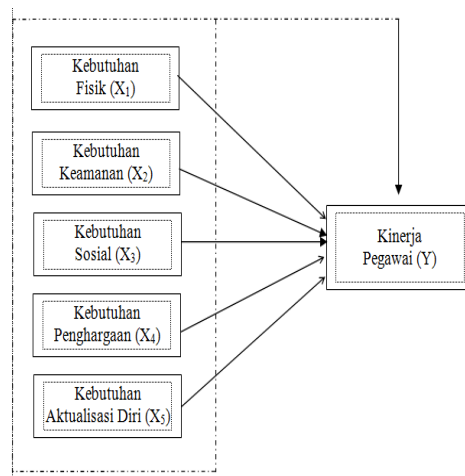 Kebutuhan
Fisik (X₁)
Kebutuhan
Keamanan (X₂)
Kebutuhan
Sosial (X₃)
Kebutuhan
Penghargaan (X₄)
Kebutuhan
Aktualisasi Diri (X₅)
Kinerja
Pegawai (Y)